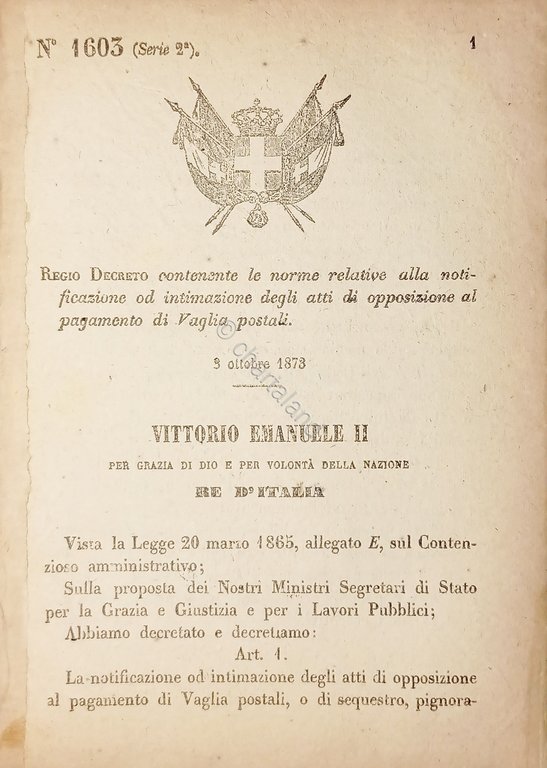 N° 1603 (Serie 2ª).
1
REGIO DECRETO contenente le norme relative alla noti-
ficazione od intimazione degli atti di opposizione al
pagamento di Vaglia postali.
3 ottobre 1873
VITTORIO EMANUELE II
PER GRAZIA DI DIO E PER VOLONTÀ DELLA NAZIONE
RE D'ITALIA
Vista la Legge 20 marzo 1865, allegato E, sul Conten-
zioso amministrativo;
Sulla proposta dei Nostri Ministri Segretari di Stato
per la Grazia e Giustizia e per i Lavori Pubblici;
Abbiamo decretato e decretiamo:
Art. 1.
La notificazione od intimazione degli atti di opposizione
al pagamento di Vaglia postali, o di sequestro, pignora-